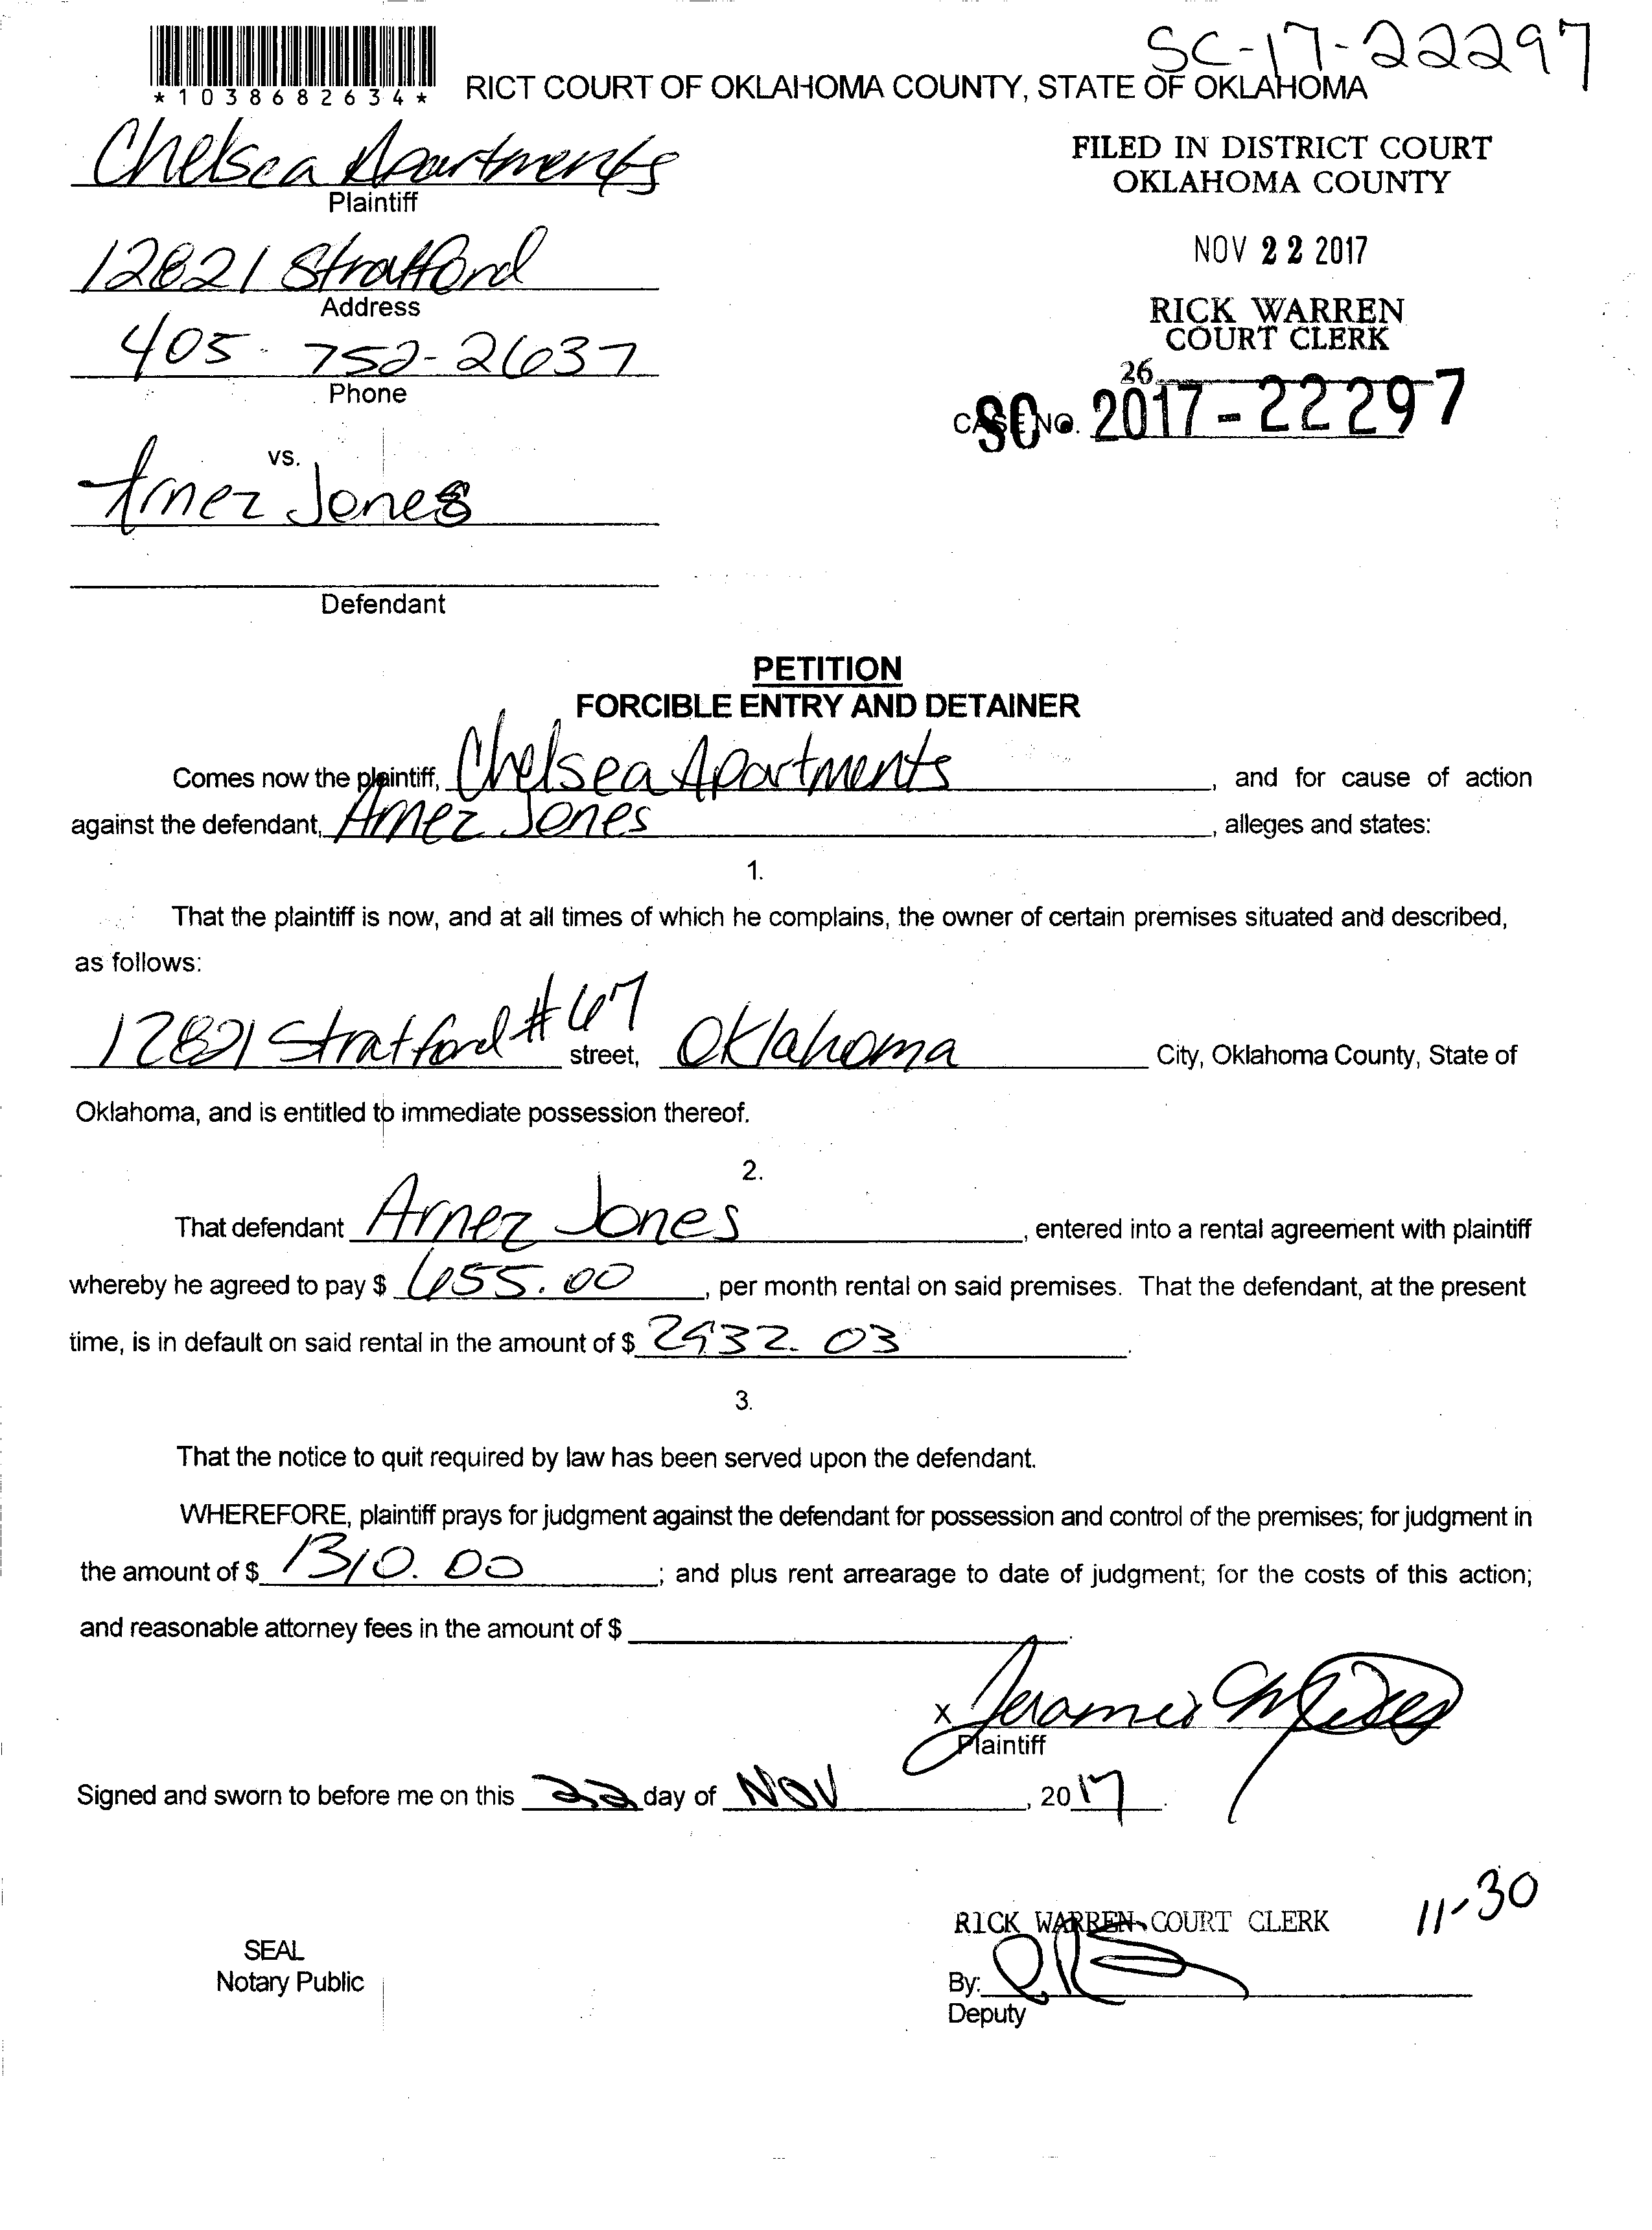 SC-17-22297
*1038682634*
RICT COURT OF OKLAHOMA COUNTY, STATE OF OKLAHOMA
Chelsea Apartments
Plaintiff
FILED IN DISTRICT COURT
OKLAHOMA COUNTY
12821 Stratford
Address
NOV 22 2017
405-752-2637
Phone
RICK WARREN
COURT CLERK
26
CASE NO. SC 2017-22297
vs.
Arnez Jones
Defendant
PETITION
FORCIBLE ENTRY AND DETAINER
Comes now the plaintiff, Chelsea Apartments, and for cause of action
against the defendant, Arnez Jones, alleges and states:
1.
That the plaintiff is now, and at all times of which he complains, the owner of certain premises situated and described,
as follows:
12821 Stratford #67 street, Oklahoma City, Oklahoma County, State of
Oklahoma, and is entitled to immediate possession thereof.
2.
That defendant Arnez Jones, entered into a rental agreement with plaintiff
whereby he agreed to pay $ 655.00, per month rental on said premises. That the defendant, at the present
time, is in default on said rental in the amount of $ 2932.03.
3.
That the notice to quit required by law has been served upon the defendant.
WHEREFORE, plaintiff prays for judgment against the defendant for possession and control of the premises; for judgment in
the amount of $ 1310.00; and plus rent arrearage to date of judgment; for the costs of this action;
and reasonable attorney fees in the amount of $
x
Plaintiff
Signed and sworn to before me on this 22 day of NOV, 2017.
RICK WARREN COURT CLERK
11-30
SEAL
Notary Public
By:
Deputy